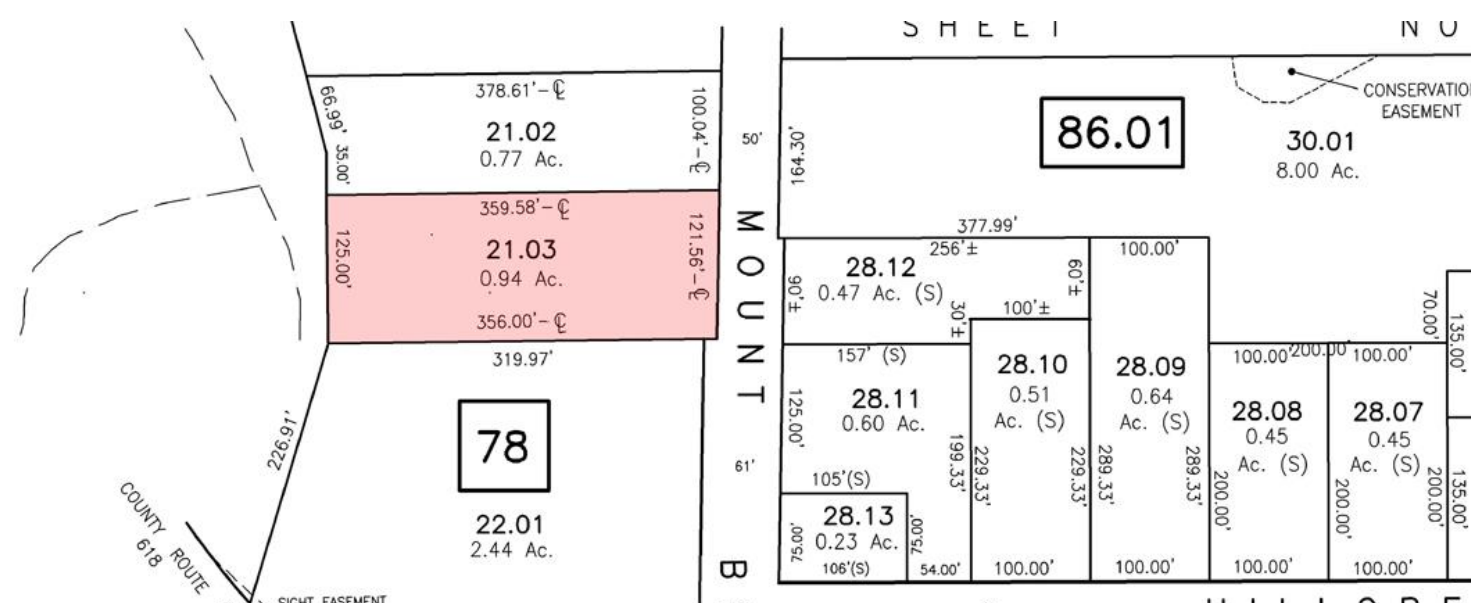 SHEET NO
378.61'-℄
66.99'
35.00'
21.02
0.77 Ac.
100.04'-℄
50'
164.30'
86.01
30.01
8.00 Ac.
CONSERVATION
EASEMENT
359.58'-℄
125.00'
21.03
0.94 Ac.
121.56'-℄
356.00'-℄
MOUNT
B
377.99'
256'±
100.00'
28.12
0.47 Ac. (S)
90'±
30'±
100'±
60'±
319.97'
226.91'
78
22.01
2.44 Ac.
COUNTY ROUTE
618
SIGHT EASEMENT
61'
157' (S)
28.11
0.60 Ac.
125.00'
199.33'
105'(S)
28.13
0.23 Ac.
75.00'
75.00'
106'(S)
54.00'
28.10
0.51
Ac. (S)
229.33'
229.33'
100.00'
28.09
0.64
Ac. (S)
289.33'
289.33'
100.00'
100.00'
200.00'
100.00'
28.08
0.45
Ac. (S)
200.00'
100.00'
28.07
0.45
Ac. (S)
200.00'
200.00'
100.00'
70.00'
135.00'
135.00'